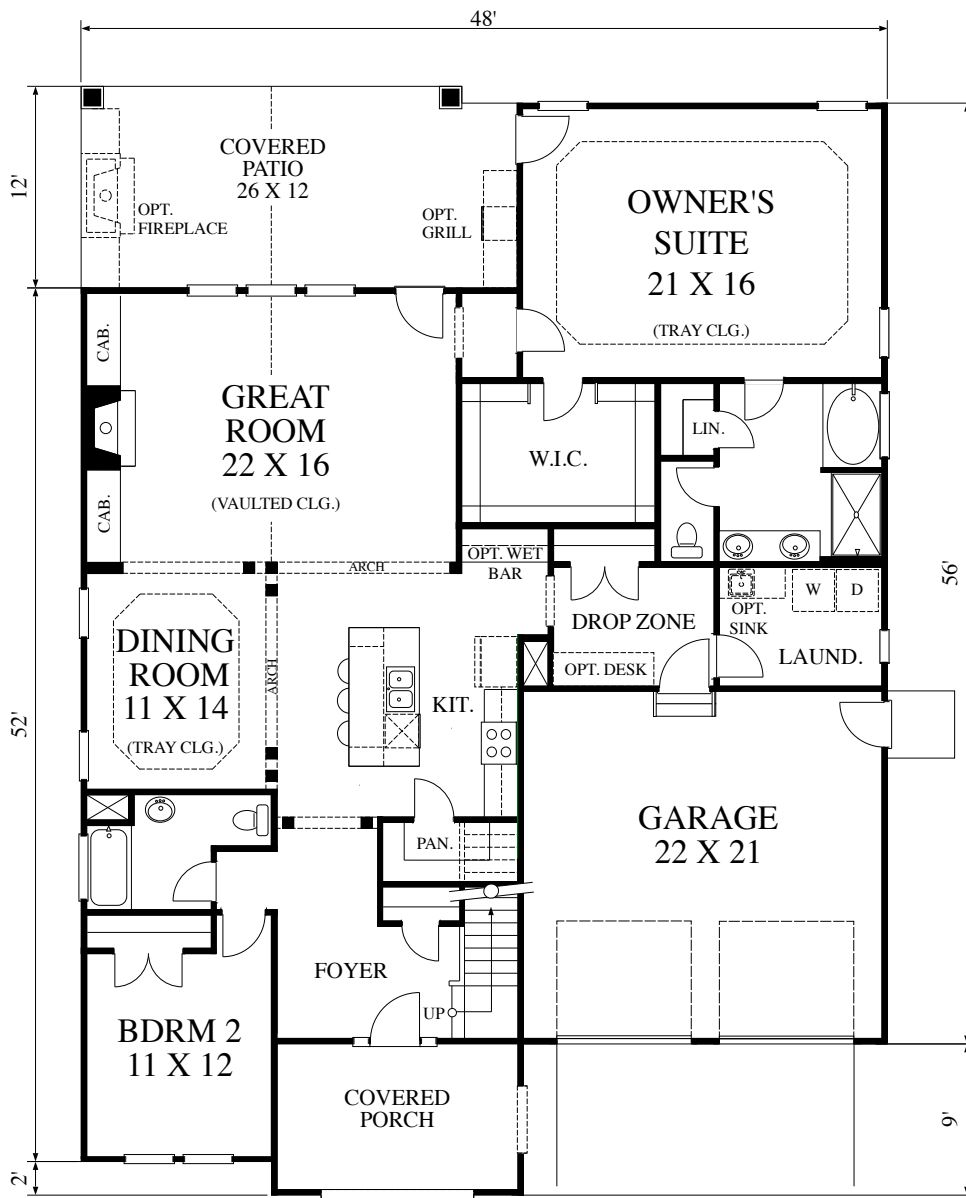 48'
COVERED
PATIO
26 X 12
12'
OPT.
FIREPLACE
OPT.
GRILL
OWNER'S
SUITE
21 X 16
(TRAY CLG.)
CAB.
GREAT
ROOM
22 X 16
(VAULTED CLG.)
CAB.
W.I.C.
LIN.
ARCH
OPT. WET
BAR
56'
W
D
OPT.
SINK
DROP ZONE
LAUND.
OPT. DESK
DINING
ROOM
11 X 14
(TRAY CLG.)
ARCH
KIT.
52'
PAN.
GARAGE
22 X 21
FOYER
UP
BDRM 2
11 X 12
COVERED
PORCH
9'
2'